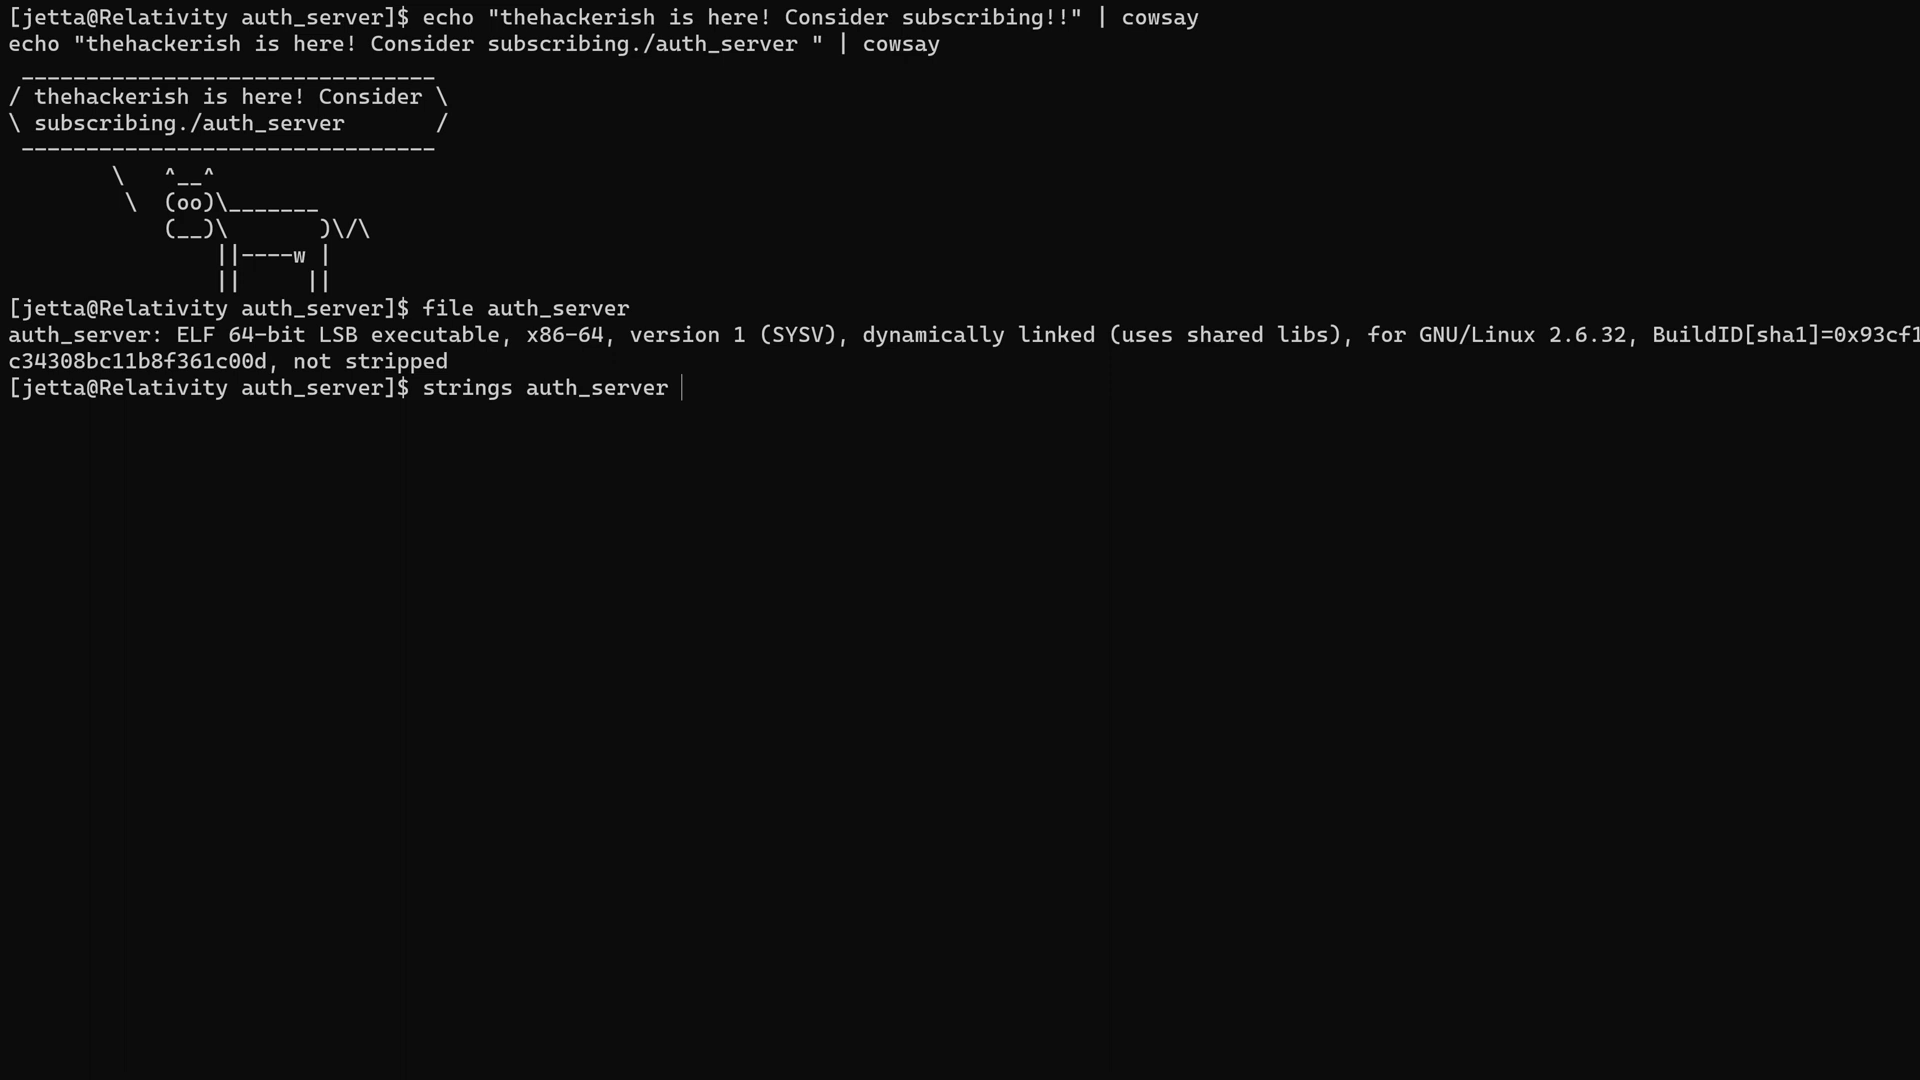 [jetta@Relativity auth_server]$ echo "thehackerish is here! Consider subscribing!!" | cowsay
echo "thehackerish is here! Consider subscribing./auth_server " | cowsay
 ________________________________
/ thehackerish is here! Consider \
\ subscribing./auth_server       /
 --------------------------------
        \   ^__^
         \  (oo)\_______
            (__)\       )\/\
                ||----w |
                ||     ||
[jetta@Relativity auth_server]$ file auth_server
auth_server: ELF 64-bit LSB executable, x86-64, version 1 (SYSV), dynamically linked (uses shared libs), for GNU/Linux 2.6.32, BuildID[sha1]=0x93cf1
c34308bc11b8f361c00d, not stripped
[jetta@Relativity auth_server]$ strings auth_server